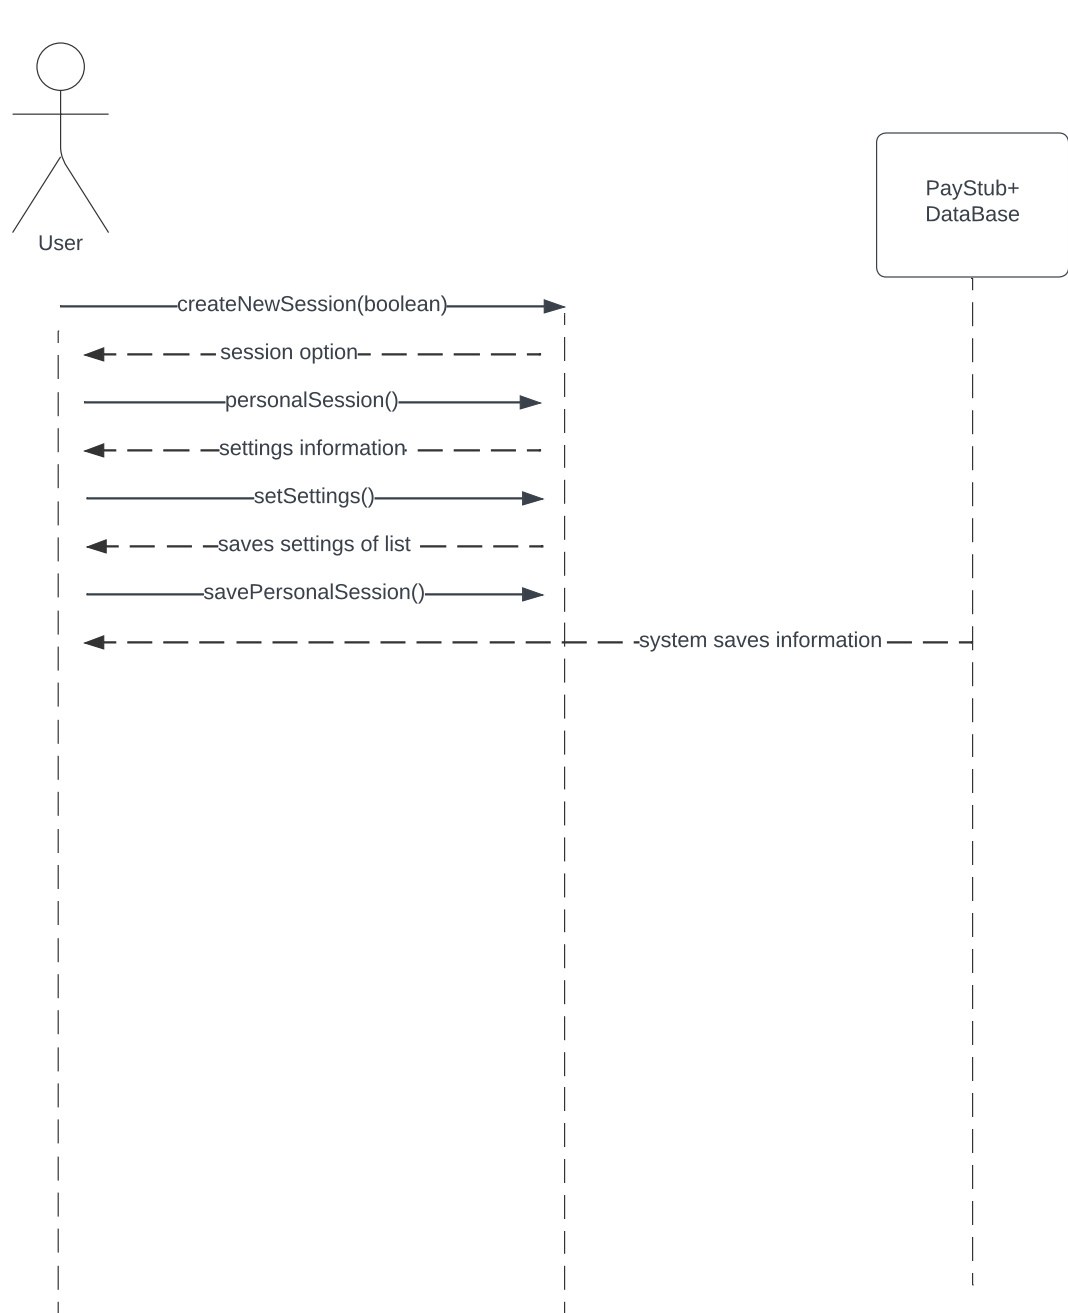 PayStub+
DataBase
User
createNewSession(boolean)
session option
personalSession()
settings information
setSettings()
saves settings of list
savePersonalSession()
system saves information